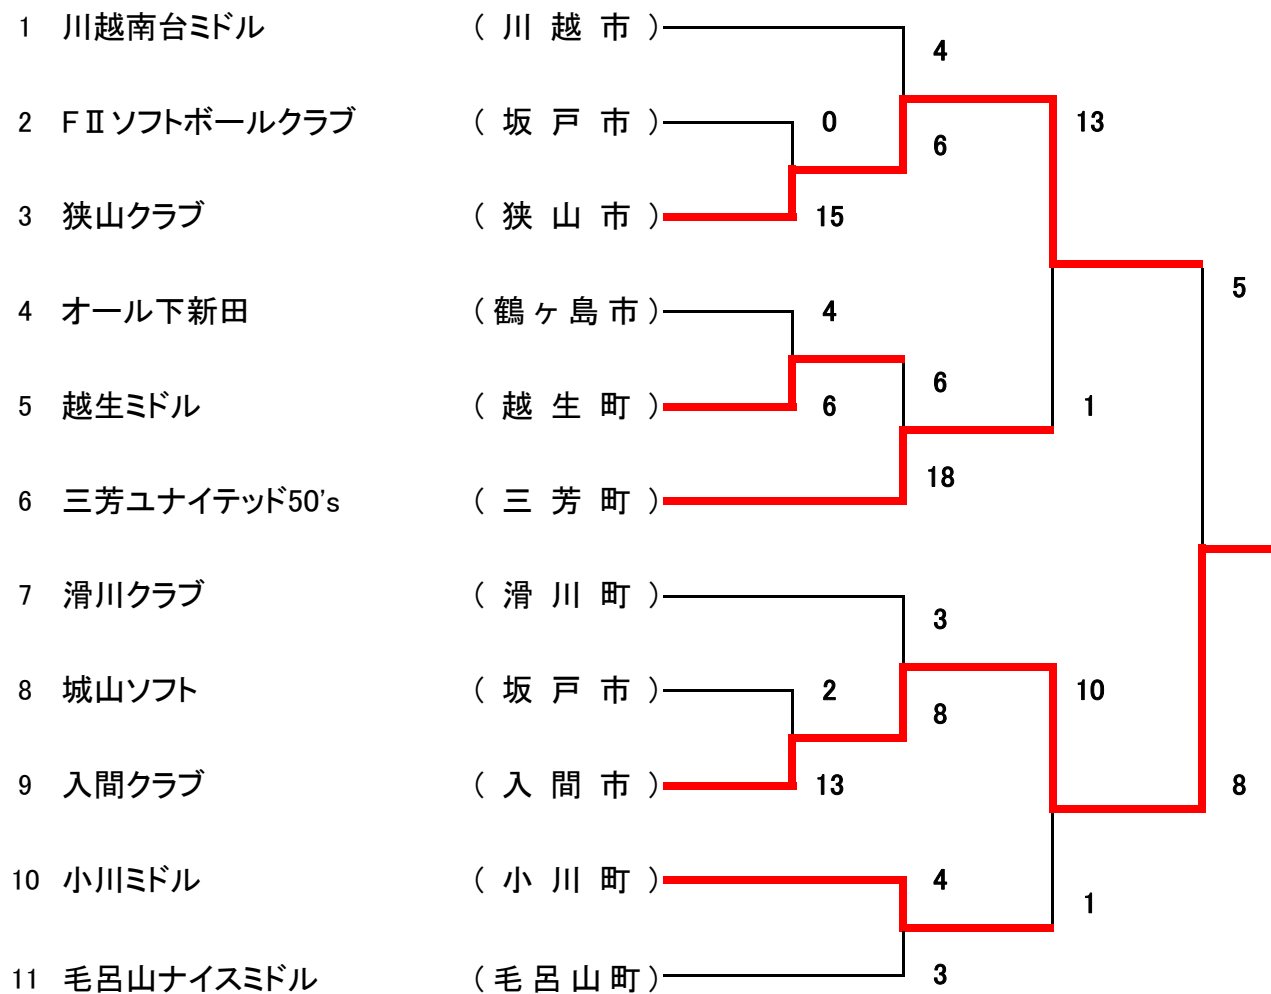 1 川越南台ミドル (川越市)
4
2 FⅡソフトボールクラブ (坂戸市) 0 13
6
3 狭山クラブ (狭山市) 15
5
4 オール下新田 (鶴ヶ島市) 4
6
5 越生ミドル (越生町) 6 1
18
6 三芳ユナイテッド50's (三芳町)
7 滑川クラブ (滑川町)
3
8 城山ソフト (坂戸市) 2 10
8
9 入間クラブ (入間市) 13 8
10 小川ミドル (小川町) 4
1
11 毛呂山ナイスミドル (毛呂山町) 3